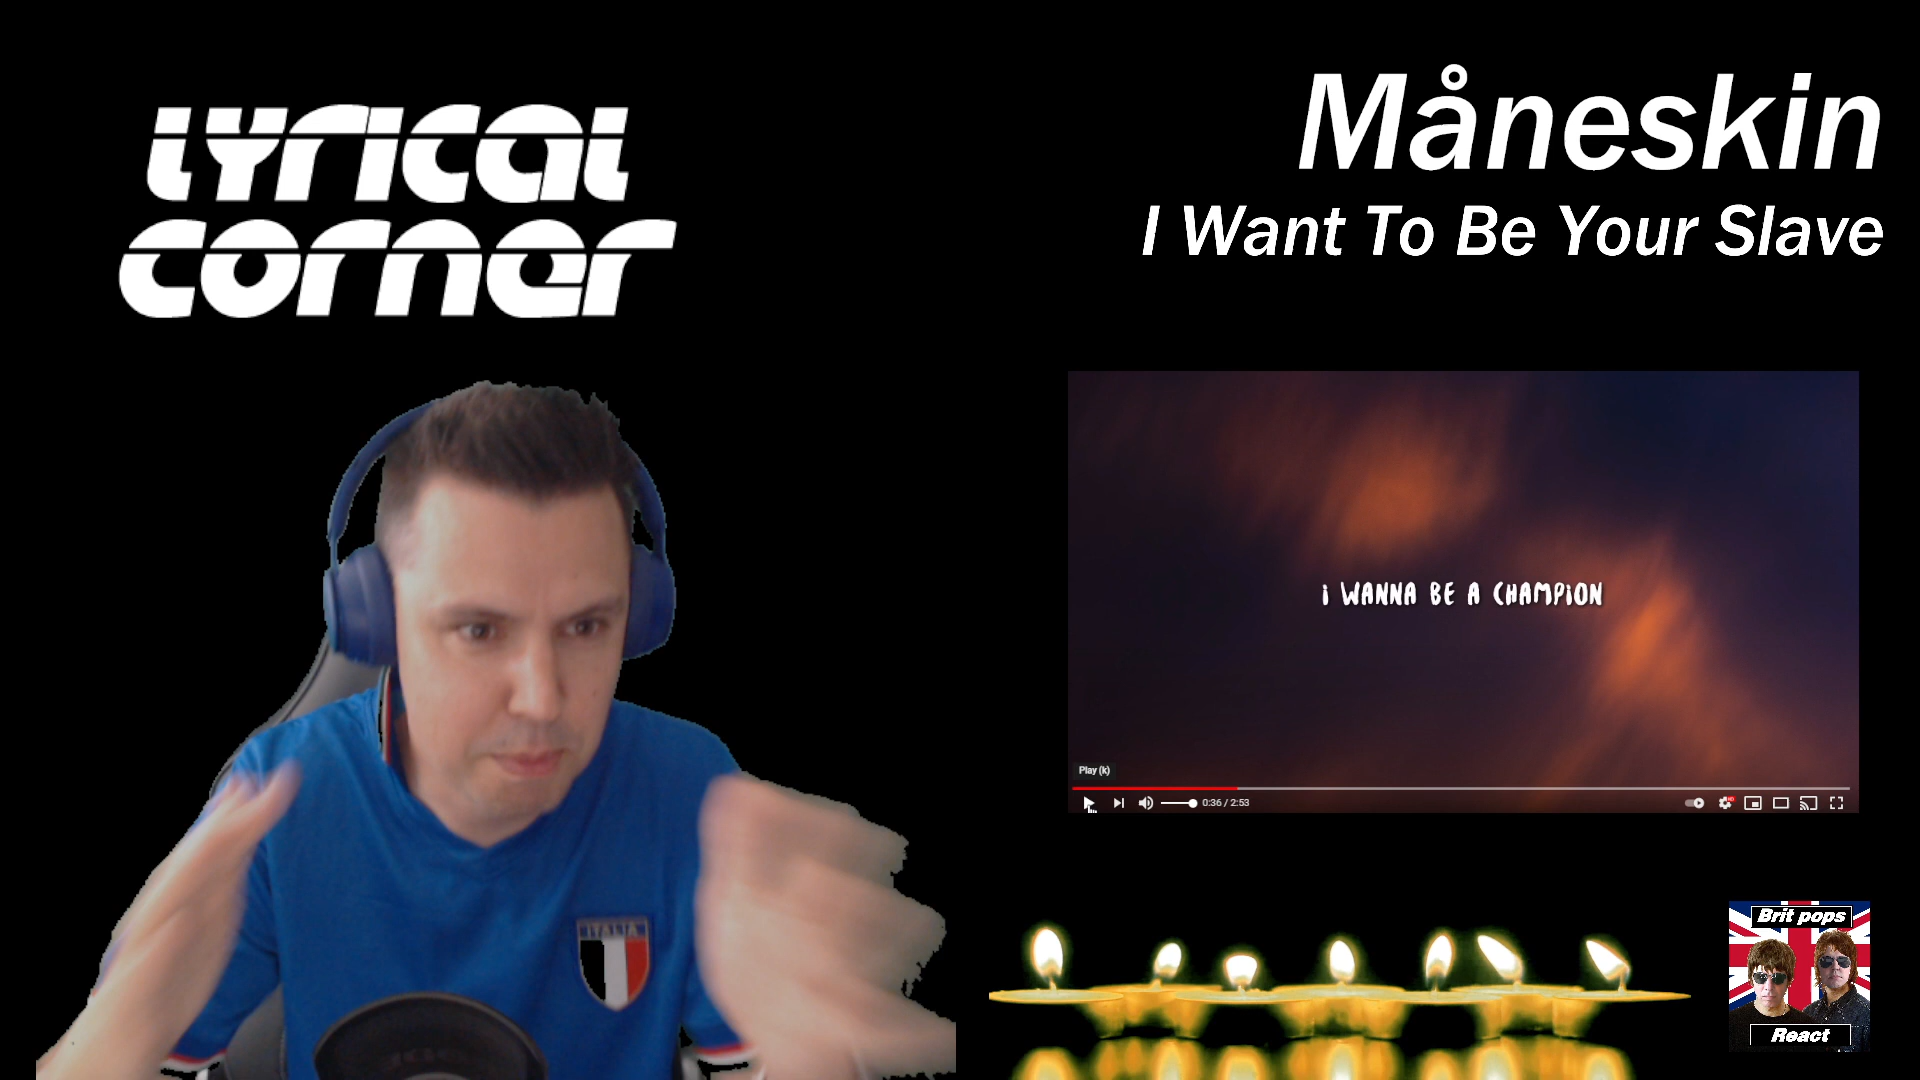 Lyrical
corner
Måneskin
I Want To Be Your Slave
I WANNA BE A CHAMPION
Play (k)
0:36 / 2:53
ITALIA
Brit pops
React